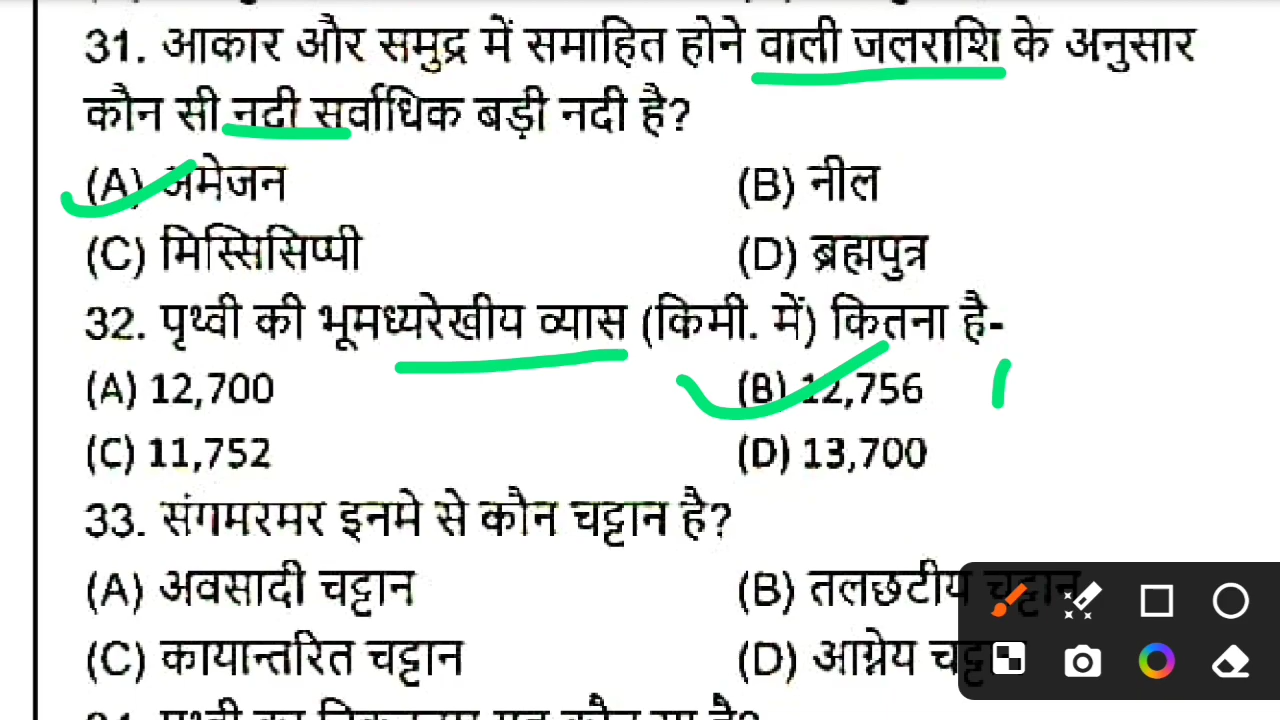 31. आकार और समुद्र में समाहित होने वाली जलराशि के अनुसार
कौन सी नदी सर्वाधिक बड़ी नदी है?
(A) अमेजन (B) नील
(C) मिस्सिसिप्पी (D) ब्रह्मपुत्र
32. पृथ्वी की भूमध्यरेखीय व्यास (किमी. में) कितना है-
(A) 12,700 (B) 12,756
(C) 11,752 (D) 13,700
33. संगमरमर इनमे से कौन चट्टान है?
(A) अवसादी चट्टान (B) तलछटीय चट्टान
(C) कायान्तरित चट्टान (D) आग्नेय